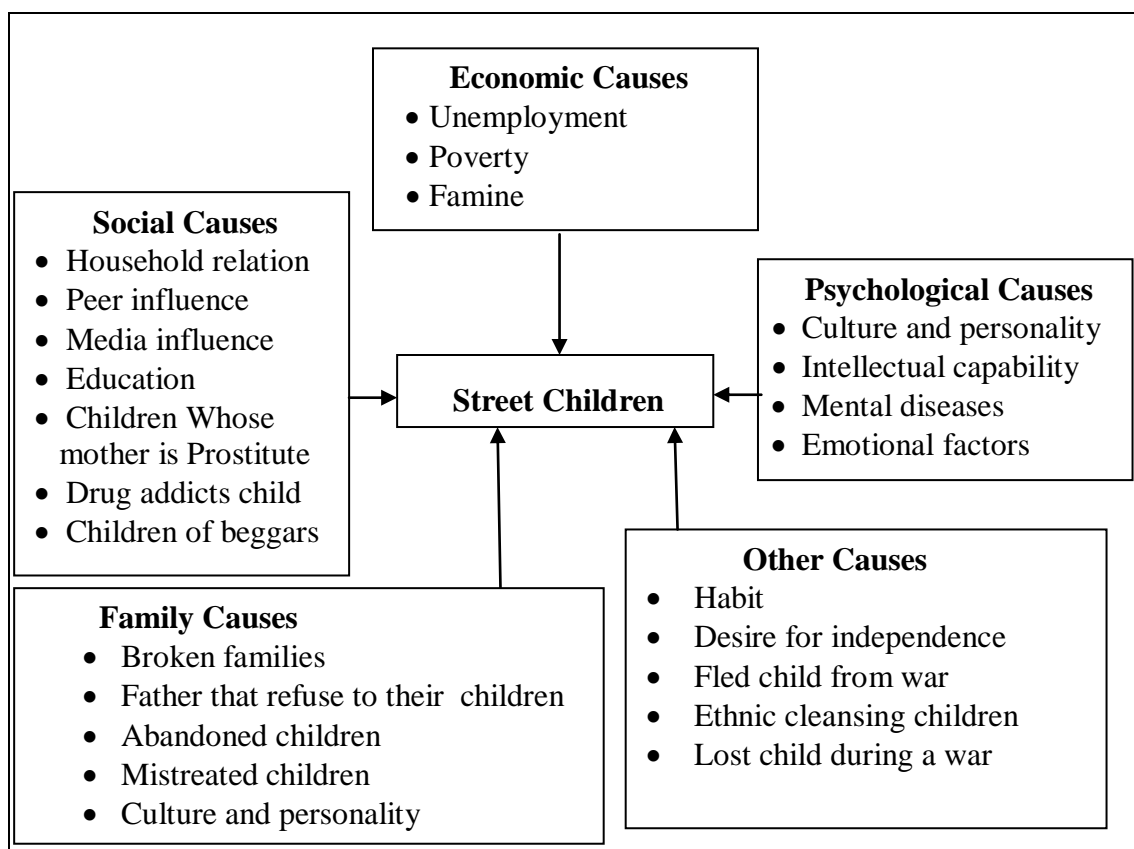 Economic Causes
• Unemployment
• Poverty
• Famine
Social Causes
• Household relation
• Peer influence
• Media influence
• Education
• Children Whose
mother is Prostitute
• Drug addicts child
• Children of beggars
Psychological Causes
• Culture and personality
• Intellectual capability
• Mental diseases
• Emotional factors
Street Children
Family Causes
• Broken families
• Father that refuse to their children
• Abandoned children
• Mistreated children
• Culture and personality
Other Causes
• Habit
• Desire for independence
• Fled child from war
• Ethnic cleansing children
• Lost child during a war